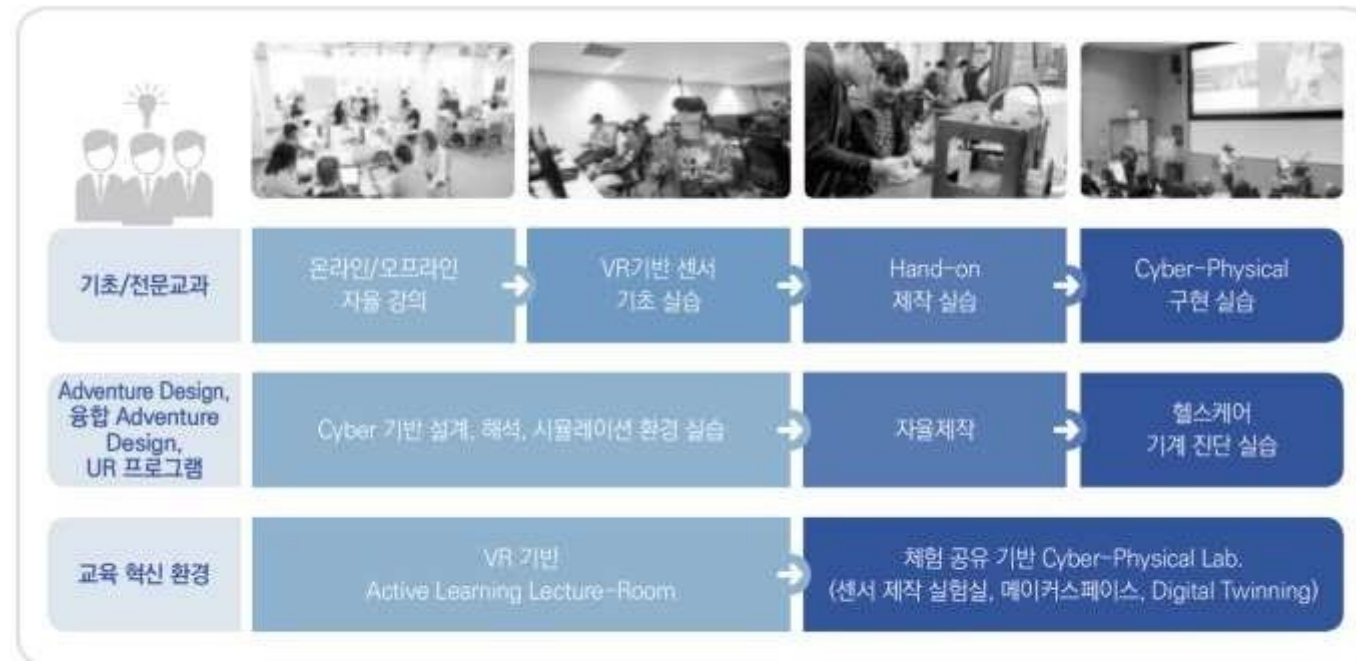 기초/전문교과
온라인/오프라인
자율 강의
VR기반 센서
기초 실습
Hand-on
제작 실습
Cyber-Physical
구현 실습
Adventure Design,
융합 Adventure
Design,
UR 프로그램
Cyber 기반 설계, 해석, 시뮬레이션 환경 실습
자율제작
헬스케어
기계 진단 실습
교육 혁신 환경
VR 기반
Active Learning Lecture-Room
체험 공유 기반 Cyber-Physical Lab.
(센서 제작 실험실, 메이커스페이스, Digital Twinning)